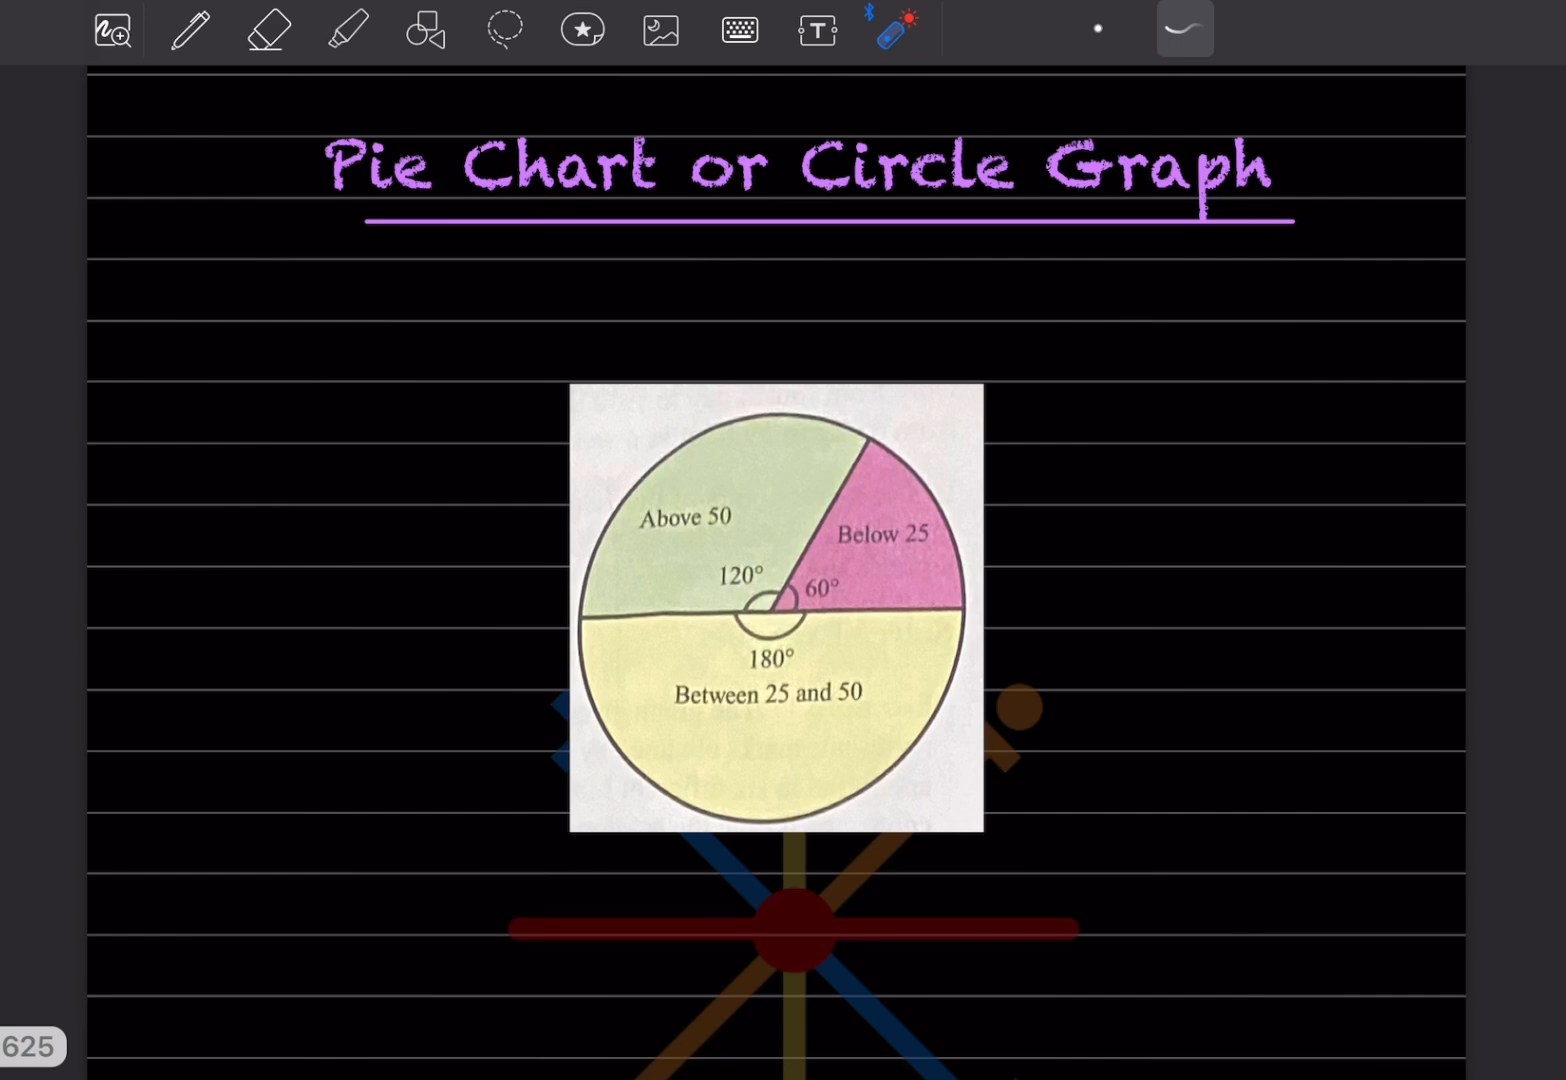 T
Pie Chart or Circle Graph
Above 50
Below 25
120°
60°
180°
Between 25 and 50
625